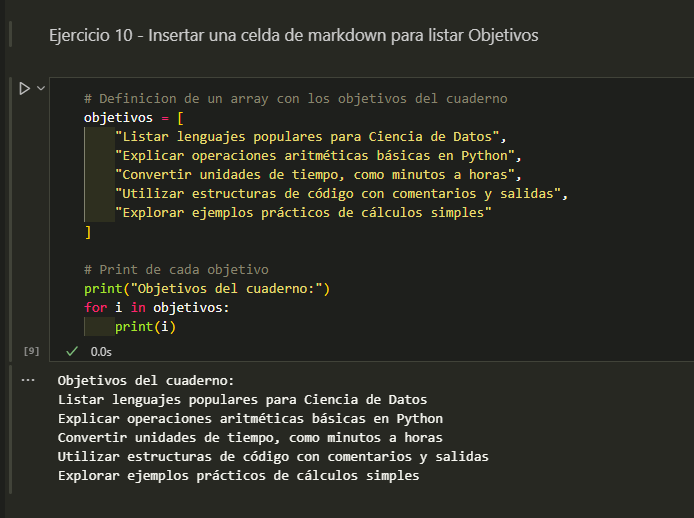 Ejercicio 10 - Insertar una celda de markdown para listar Objetivos
# Definicion de un array con los objetivos del cuaderno
objetivos = [
    "Listar lenguajes populares para Ciencia de Datos",
    "Explicar operaciones aritméticas básicas en Python",
    "Convertir unidades de tiempo, como minutos a horas",
    "Utilizar estructuras de código con comentarios y salidas",
    "Explorar ejemplos prácticos de cálculos simples"
]
# Print de cada objetivo
print("Objetivos del cuaderno:")
for i in objetivos:
    print(i)
[9] 0.0s
Objetivos del cuaderno:
Listar lenguajes populares para Ciencia de Datos
Explicar operaciones aritméticas básicas en Python
Convertir unidades de tiempo, como minutos a horas
Utilizar estructuras de código con comentarios y salidas
Explorar ejemplos prácticos de cálculos simples